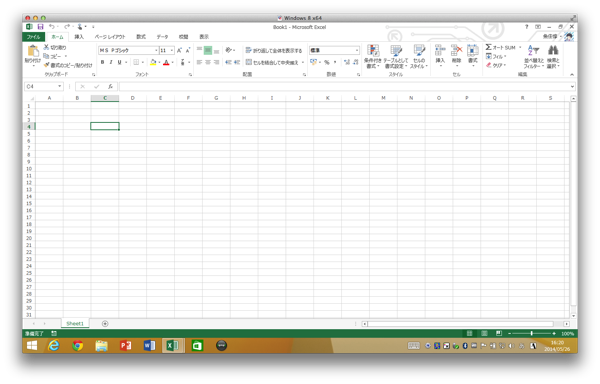 Windows 8 x64
Book1 - Microsoft Excel
ファイル ホーム 挿入 ページ レイアウト 数式 データ 校閲 表示
貼り付け 切り取り コピー 書式のコピー/貼り付け
クリップボード
ＭＳ Ｐゴシック 11
B I U
フォント
折り返して全体を表示する
セルを結合して中央揃え
配置
標準
数値
条件付き書式 テーブルとして書式設定 セルのスタイル
スタイル
挿入 削除 書式
セル
Σ オート SUM
フィル
クリア
並べ替えとフィルター 検索と選択
編集
C4 fx
A B C D E F G H I J K L M N O P Q R S
1
2
3
4
5
6
7
8
9
10
11
12
13
14
15
16
17
18
19
20
21
22
23
24
25
26
27
28
29
30
31
Sheet1
準備完了 100%
16:20
2014/05/26